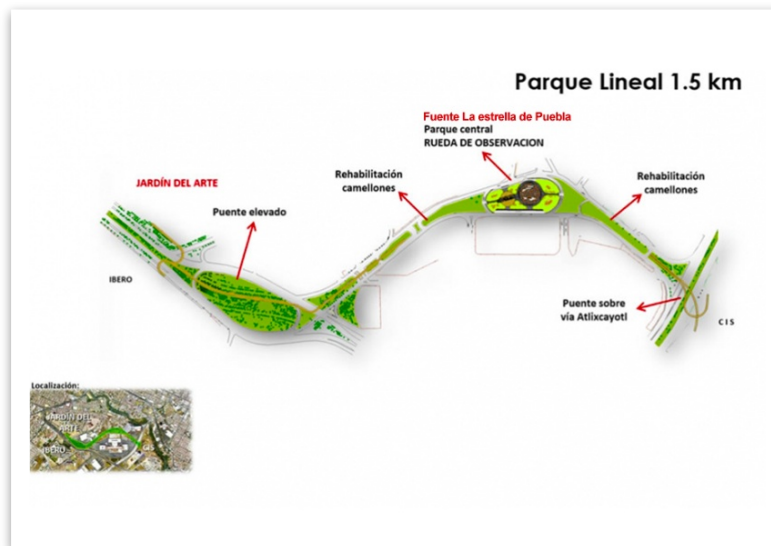 Parque Lineal 1.5 km
Fuente La estrella de Puebla
Parque central
RUEDA DE OBSERVACION
Rehabilitación
camellones
Rehabilitación
camellones
JARDÍN DEL ARTE
Puente elevado
IBERO
Puente sobre
vía Atlixcayotl
CIS
Localización:
JARDÍN DEL
ARTE
IBERO
CIS